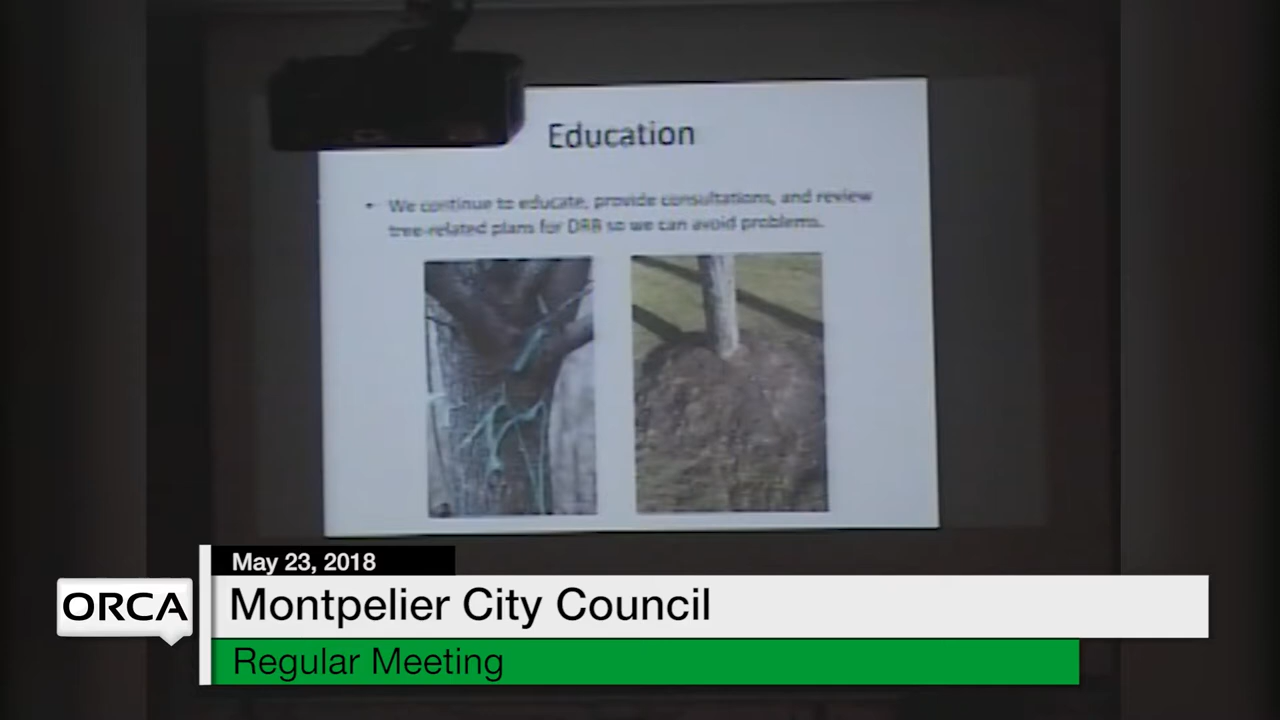 Education
We continue to educate, provide consultations, and review
tree-related plans for DRB so we can avoid problems.
May 23, 2018
ORCA
Montpelier City Council
Regular Meeting